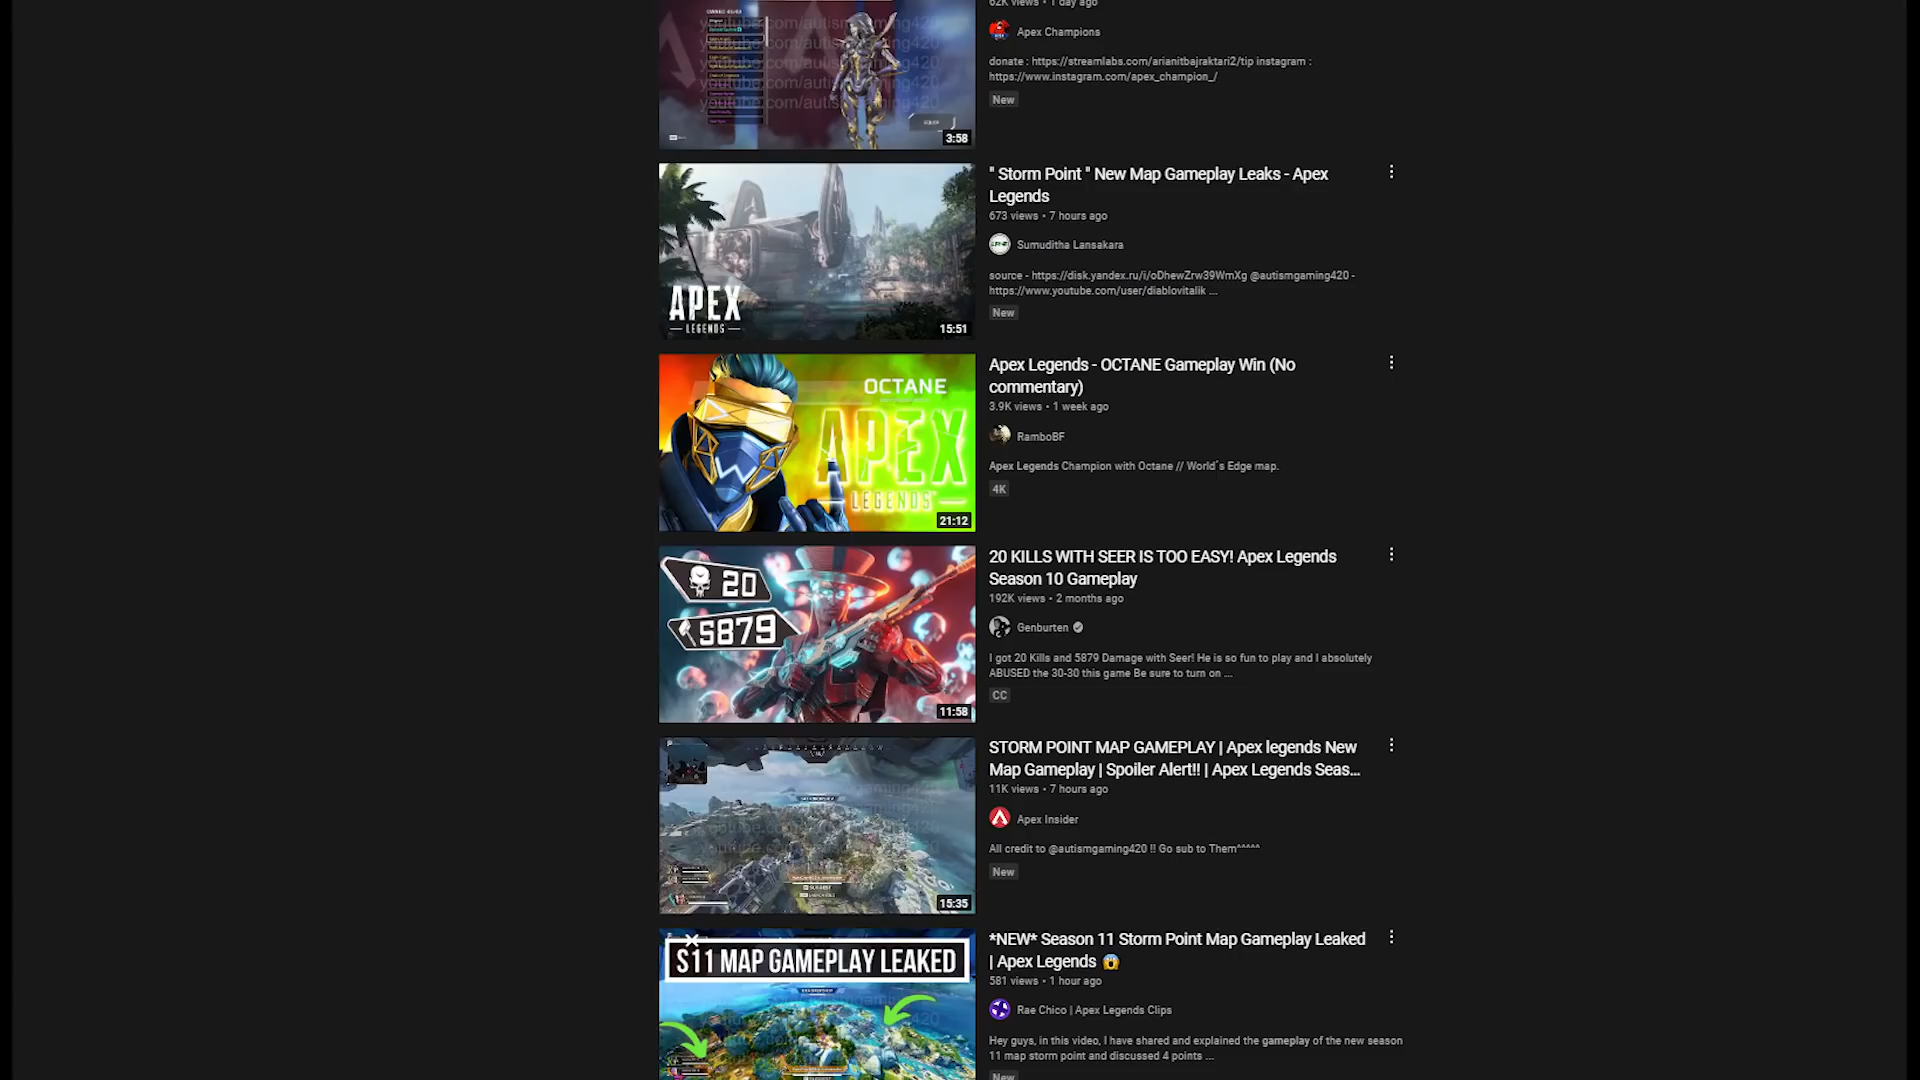 62K views • 1 day ago
Apex Champions
donate : https://streamlabs.com/arianitbajraktari2/tip instagram :
https://www.instagram.com/apex_champion_/
New
3:58
" Storm Point " New Map Gameplay Leaks - Apex
Legends
673 views • 7 hours ago
Sumuditha Lansakara
source - https://disk.yandex.ru/i/oDhewZrw39WmXg @autismgaming420 -
https://www.youtube.com/user/diablovitalik ...
New
APEX
LEGENDS
15:51
Apex Legends - OCTANE Gameplay Win (No
commentary)
3.9K views • 1 week ago
RamboBF
Apex Legends Champion with Octane // World´s Edge map.
4K
OCTANE
APEX
LEGENDS
21:12
20 KILLS WITH SEER IS TOO EASY! Apex Legends
Season 10 Gameplay
192K views • 2 months ago
Genburten
I got 20 Kills and 5879 Damage with Seer! He is so fun to play and I absolutely
ABUSED the 30-30 this game Be sure to turn on ...
CC
20
5879
11:58
STORM POINT MAP GAMEPLAY | Apex legends New
Map Gameplay | Spoiler Alert!! | Apex Legends Seas...
11K views • 7 hours ago
Apex Insider
All credit to @autismgaming420 !! Go sub to Them^^^^^
New
15:35
*NEW* Season 11 Storm Point Map Gameplay Leaked
| Apex Legends 😱
581 views • 1 hour ago
Rae Chico | Apex Legends Clips
Hey guys, in this video, I have shared and explained the gameplay of the new season
11 map storm point and discussed 4 points ...
New
S11 MAP GAMEPLAY LEAKED